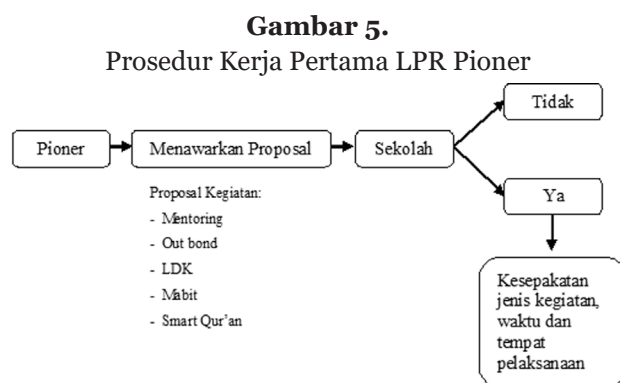 Gambar 5.
Prosedur Kerja Pertama LPR Pioner
Pioner
Menawarkan Proposal
Sekolah
Tidak
Ya
Proposal Kegiatan:
- Mentoring
- Out bond
- LDK
- Mabit
- Smart Qur'an
Kesepakatan
jenis kegiatan,
waktu dan
tempat
pelaksanaan